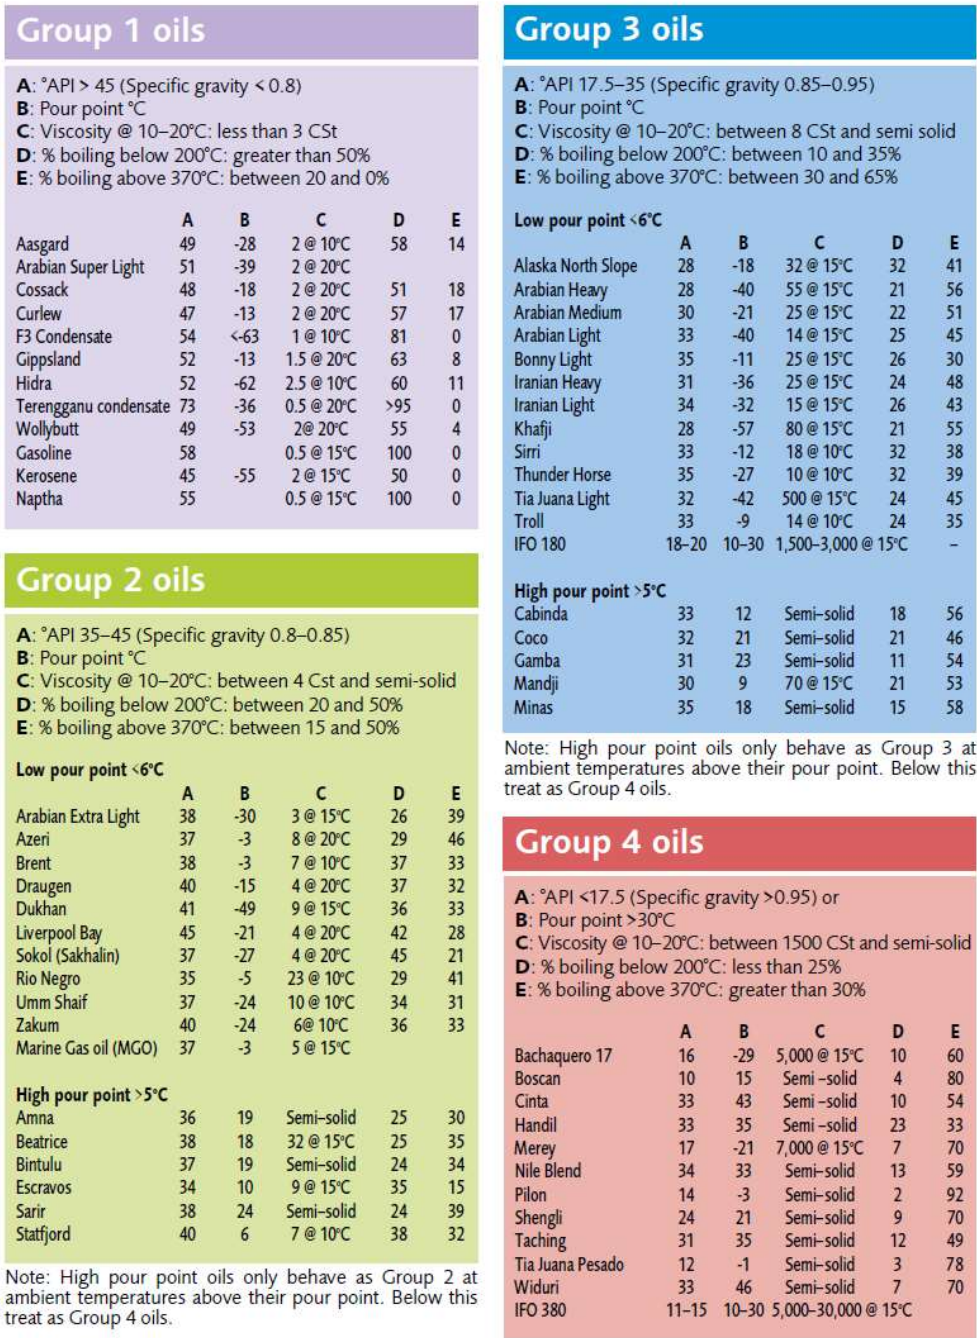 Group 1 oils
A: °API > 45 (Specific gravity < 0.8)
B: Pour point °C
C: Viscosity @ 10–20°C: less than 3 CSt
D: % boiling below 200°C: greater than 50%
E: % boiling above 370°C: between 20 and 0%
A B C D E
Aasgard 49 -28 2 @ 10°C 58 14
Arabian Super Light 51 -39 2 @ 20°C
Cossack 48 -18 2 @ 20°C 51 18
Curlew 47 -13 2 @ 20°C 57 17
F3 Condensate 54 <-63 1 @ 10°C 81 0
Gippsland 52 -13 1.5 @ 20°C 63 8
Hidra 52 -62 2.5 @ 10°C 60 11
Terengganu condensate 73 -36 0.5 @ 20°C >95 0
Wollybutt 49 -53 2@ 20°C 55 4
Gasoline 58 0.5 @ 15°C 100 0
Kerosene 45 -55 2 @ 15°C 50 0
Naptha 55 0.5 @ 15°C 100 0
Group 2 oils
A: °API 35–45 (Specific gravity 0.8–0.85)
B: Pour point °C
C: Viscosity @ 10–20°C: between 4 Cst and semi-solid
D: % boiling below 200°C: between 20 and 50%
E: % boiling above 370°C: between 15 and 50%
Low pour point <6°C
A B C D E
Arabian Extra Light 38 -30 3 @ 15°C 26 39
Azeri 37 -3 8 @ 20°C 29 46
Brent 38 -3 7 @ 10°C 37 33
Draugen 40 -15 4 @ 20°C 37 32
Dukhan 41 -49 9 @ 15°C 36 33
Liverpool Bay 45 -21 4 @ 20°C 42 28
Sokol (Sakhalin) 37 -27 4 @ 20°C 45 21
Rio Negro 35 -5 23 @ 10°C 29 41
Umm Shaif 37 -24 10 @ 10°C 34 31
Zakum 40 -24 6@ 10°C 36 33
Marine Gas oil (MGO) 37 -3 5 @ 15°C
High pour point >5°C
Amna 36 19 Semi–solid 25 30
Beatrice 38 18 32 @ 15°C 25 35
Bintulu 37 19 Semi–solid 24 34
Escravos 34 10 9 @ 15°C 35 15
Sarir 38 24 Semi–solid 24 39
Statfjord 40 6 7 @ 10°C 38 32
Note: High pour point oils only behave as Group 2 at
ambient temperatures above their pour point. Below this
treat as Group 4 oils.
Group 3 oils
A: °API 17.5–35 (Specific gravity 0.85–0.95)
B: Pour point °C
C: Viscosity @ 10–20°C: between 8 CSt and semi solid
D: % boiling below 200°C: between 10 and 35%
E: % boiling above 370°C: between 30 and 65%
Low pour point <6°C
A B C D E
Alaska North Slope 28 -18 32 @ 15°C 32 41
Arabian Heavy 28 -40 55 @ 15°C 21 56
Arabian Medium 30 -21 25 @ 15°C 22 51
Arabian Light 33 -40 14 @ 15°C 25 45
Bonny Light 35 -11 25 @ 15°C 26 30
Iranian Heavy 31 -36 25 @ 15°C 24 48
Iranian Light 34 -32 15 @ 15°C 26 43
Khafji 28 -57 80 @ 15°C 21 55
Sirri 33 -12 18 @ 10°C 32 38
Thunder Horse 35 -27 10 @ 10°C 32 39
Tia Juana Light 32 -42 500 @ 15°C 24 45
Troll 33 -9 14 @ 10°C 24 35
IFO 180 18–20 10–30 1,500–3,000 @ 15°C –
High pour point >5°C
Cabinda 33 12 Semi–solid 18 56
Coco 32 21 Semi–solid 21 46
Gamba 31 23 Semi–solid 11 54
Mandji 30 9 70 @ 15°C 21 53
Minas 35 18 Semi–solid 15 58
Note: High pour point oils only behave as Group 3 at
ambient temperatures above their pour point. Below this
treat as Group 4 oils.
Group 4 oils
A: °API <17.5 (Specific gravity >0.95) or
B: Pour point >30°C
C: Viscosity @ 10–20°C: between 1500 CSt and semi-solid
D: % boiling below 200°C: less than 25%
E: % boiling above 370°C: greater than 30%
A B C D E
Bachaquero 17 16 -29 5,000 @ 15°C 10 60
Boscan 10 15 Semi –solid 4 80
Cinta 33 43 Semi –solid 10 54
Handil 33 35 Semi –solid 23 33
Merey 17 -21 7,000 @ 15°C 7 70
Nile Blend 34 33 Semi–solid 13 59
Pilon 14 -3 Semi–solid 2 92
Shengli 24 21 Semi–solid 9 70
Taching 31 35 Semi–solid 12 49
Tia Juana Pesado 12 -1 Semi–solid 3 78
Widuri 33 46 Semi–solid 7 70
IFO 380 11–15 10–30 5,000–30,000 @ 15°C